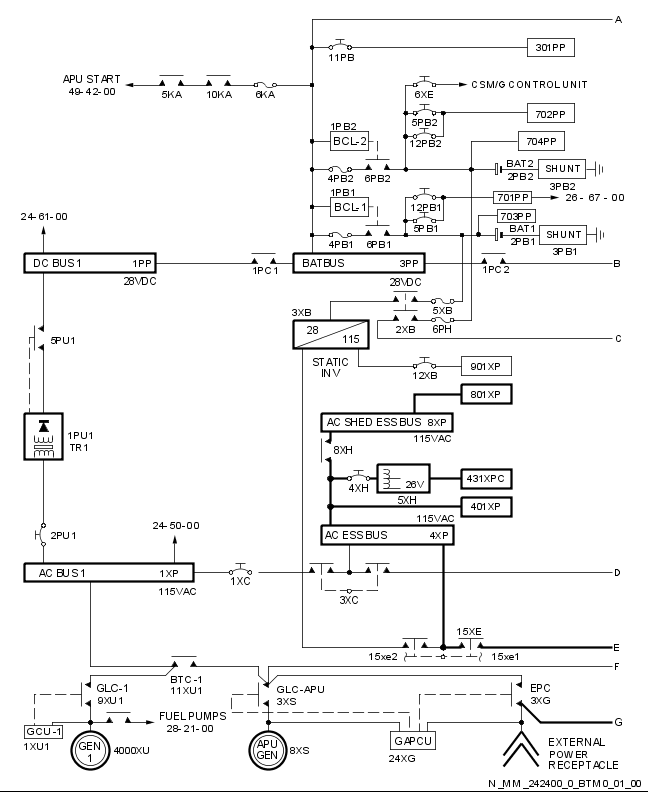 A
11PB
301PP
APU START
49-42-00
5KA
10KA
6KA
6XE
CSM/G CONTROL UNIT
5PB2
702PP
1PB2
BCL-2
12PB2
704PP
4PB2
6PB2
BAT2
2PB2
SHUNT
3PB2
1PB1
BCL-1
12PB1
701PP
26-67-00
703PP
5PB1
4PB1
6PB1
BAT1
2PB1
SHUNT
3PB1
24-61-00
DC BUS 1
1PP
28VDC
1PC1
BAT BUS
3PP
28VDC
1PC2
B
3XB
28
115
STATIC
INV
5XB
2XB
6PH
C
5PU1
12XB
901XP
801XP
1PU1
TR1
AC SHED ESS BUS
8XP
115VAC
8XH
4XH
26V
5XH
431XPC
401XP
2PU1
24-50-00
115VAC
AC ESS BUS
4XP
AC BUS 1
1XP
115VAC
1XC
3XC
D
15XE
15xe2
15xe1
E
BTC-1
11XU1
F
GLC-1
9XU1
GLC-APU
3XS
EPC
3XG
G
GCU-1
1XU1
FUEL PUMPS
28-21-00
GEN
1
4000XU
APU
GEN
8XS
GAPCU
24XG
EXTERNAL
POWER
RECEPTACLE
N_MM_242400_0_BTM0_01_00